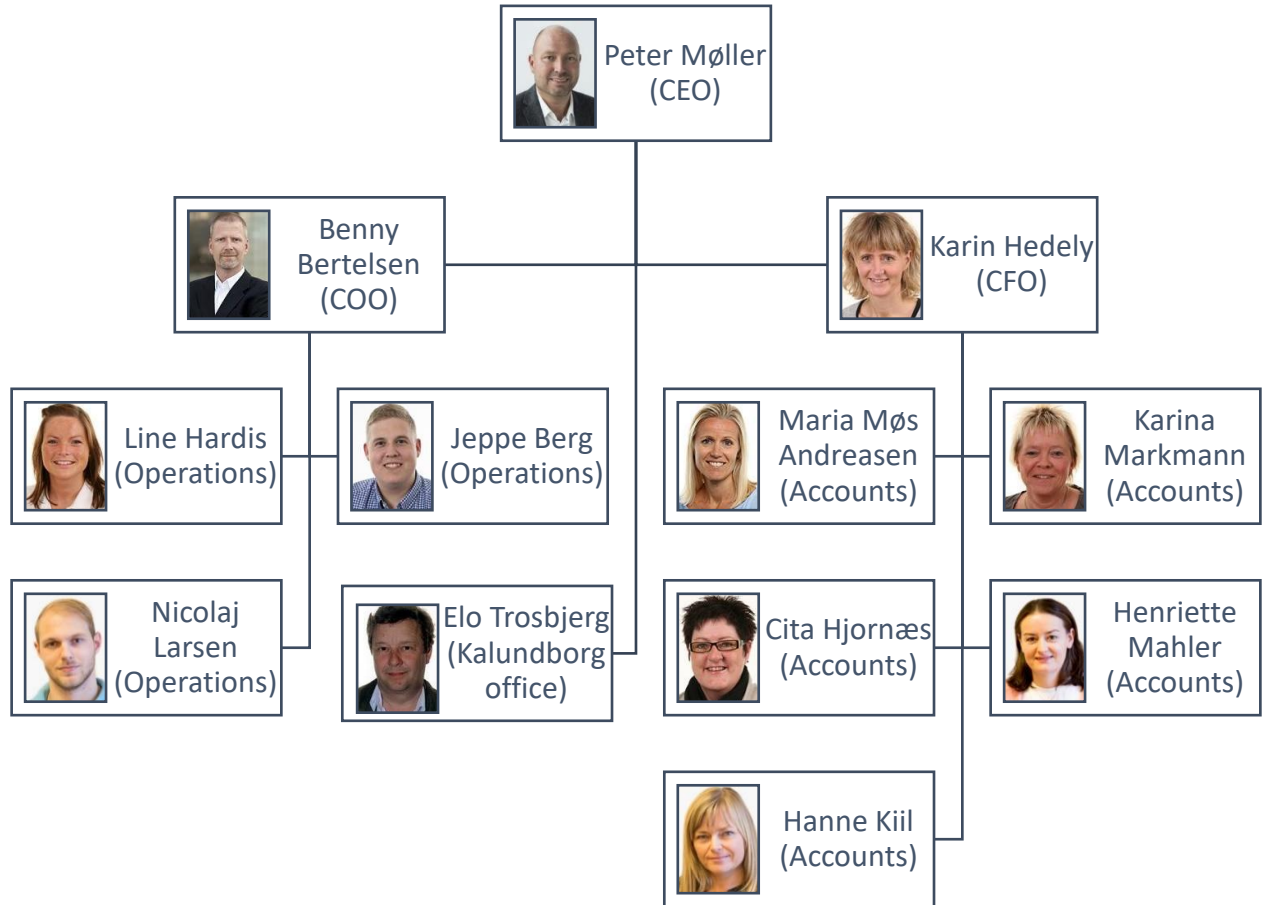 Peter Møller
(CEO)
Benny
Bertelsen
(COO)
Karin Hedely
(CFO)
Line Hardis
(Operations)
Jeppe Berg
(Operations)
Maria Møs
Andreasen
(Accounts)
Karina
Markmann
(Accounts)
Nicolaj
Larsen
(Operations)
Elo Trosbjerg
(Kalundborg
office)
Cita Hjornæs
(Accounts)
Henriette
Mahler
(Accounts)
Hanne Kiil
(Accounts)